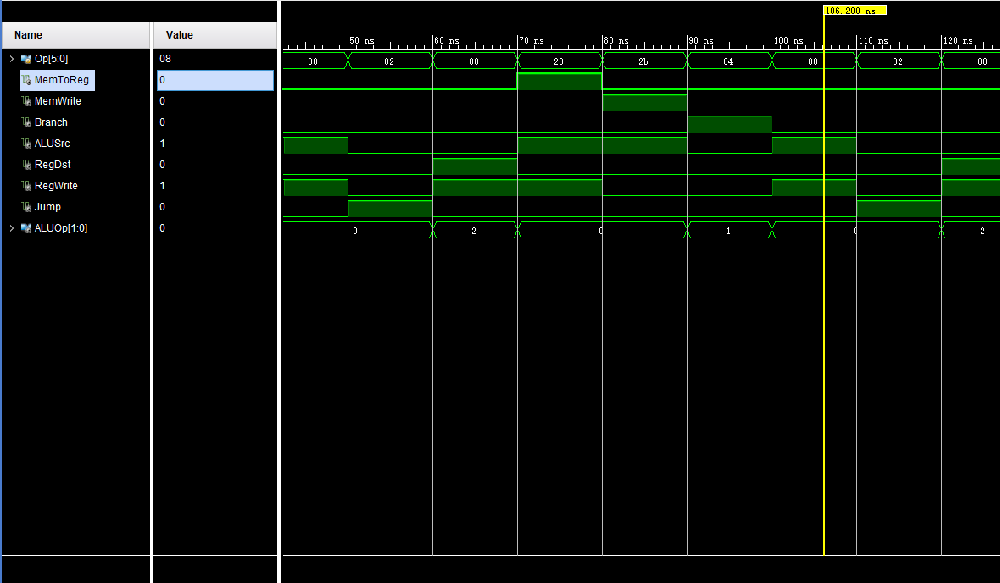 106.200 ns
Name Value
50 ns 60 ns 70 ns 80 ns 90 ns 100 ns 110 ns 120 ns
Op[5:0] 08 08 02 00 23 2b 04 08 02 00
MemToReg 0
MemWrite 0
Branch 0
ALUSrc 1
RegDst 0
RegWrite 1
Jump 0
ALUOp[1:0] 0 0 2 0 1 0 2